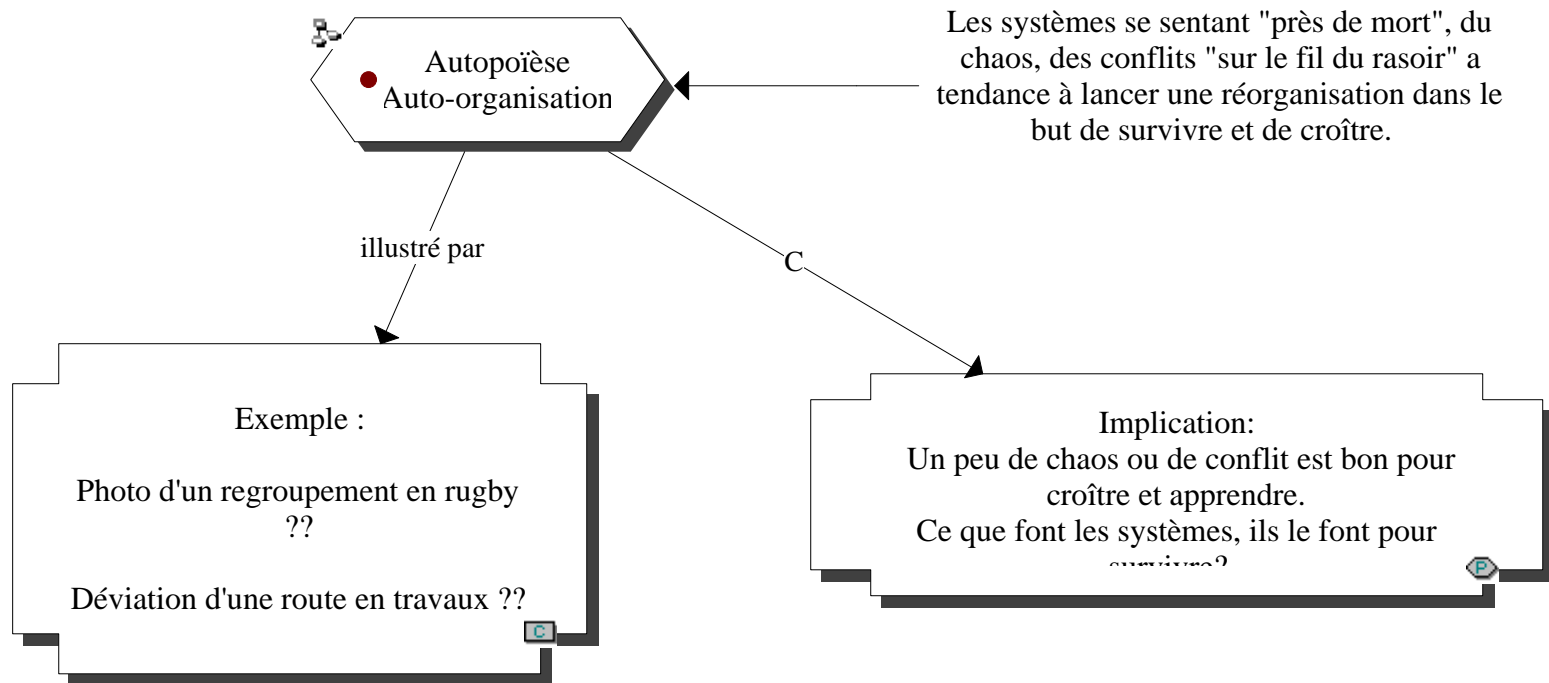 Autopoïèse
Auto-organisation
Les systèmes se sentant "près de mort", du
chaos, des conflits "sur le fil du rasoir" a
tendance à lancer une réorganisation dans le
but de survivre et de croître.
illustré par
C
Exemple :
Photo d'un regroupement en rugby
??
Déviation d'une route en travaux ??
C
Implication:
Un peu de chaos ou de conflit est bon pour
croître et apprendre.
Ce que font les systèmes, ils le font pour
survivre?
P